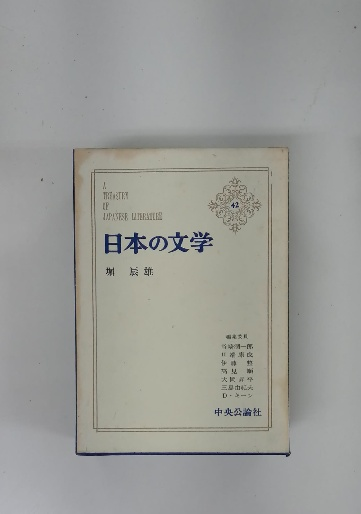 A
TREASURY
OF
JAPANESE LITERATURE
42
日本の文学
堀 辰雄
編集委員
谷崎潤一郎
川端康成
伊藤 整
高見 順
大岡昇平
三島由紀夫
D・キーン
中央公論社